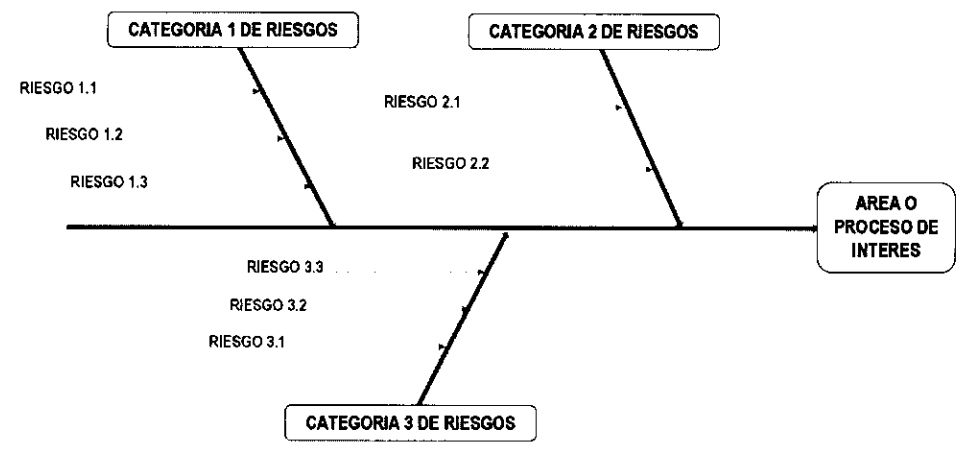 CATEGORIA 1 DE RIESGOS
CATEGORIA 2 DE RIESGOS
RIESGO 1.1
RIESGO 2.1
RIESGO 1.2
RIESGO 2.2
RIESGO 1.3
AREA O
PROCESO DE
INTERES
RIESGO 3.3
RIESGO 3.2
RIESGO 3.1
CATEGORIA 3 DE RIESGOS